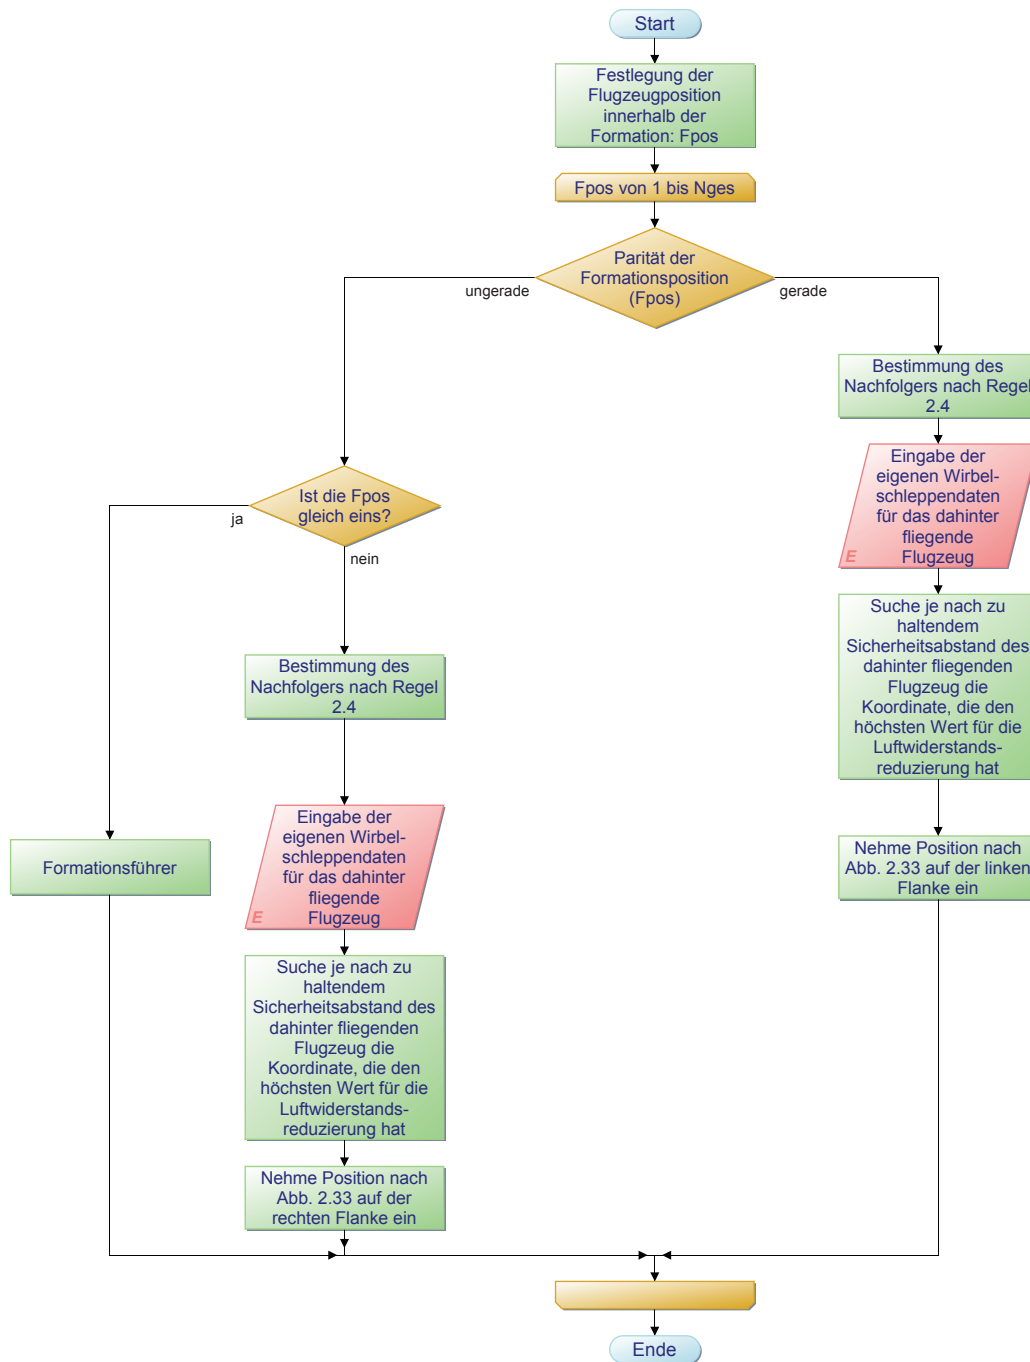 Start
Festlegung der
Flugzeugposition
innerhalb der
Formation: Fpos
Fpos von 1 bis Nges
Parität der
Formationsposition
(Fpos)
ungerade
gerade
Bestimmung des
Nachfolgers nach Regel
2.4
Eingabe der
eigenen Wirbel-
schleppendaten
für das dahinter
fliegende
Flugzeug
E
Suche je nach zu
haltendem
Sicherheitsabstand des
dahinter fliegenden
Flugzeug die
Koordinate, die den
höchsten Wert für die
Luftwiderstands-
reduzierung hat
Nehme Position nach
Abb. 2.33 auf der linken
Flanke ein
Ist die Fpos
gleich eins?
ja
nein
Formationsführer
Bestimmung des
Nachfolgers nach Regel
2.4
Eingabe der
eigenen Wirbel-
schleppendaten
für das dahinter
fliegende
Flugzeug
E
Suche je nach zu
haltendem
Sicherheitsabstand des
dahinter fliegenden
Flugzeug die
Koordinate, die den
höchsten Wert für die
Luftwiderstands-
reduzierung hat
Nehme Position nach
Abb. 2.33 auf der
rechten Flanke ein
Ende